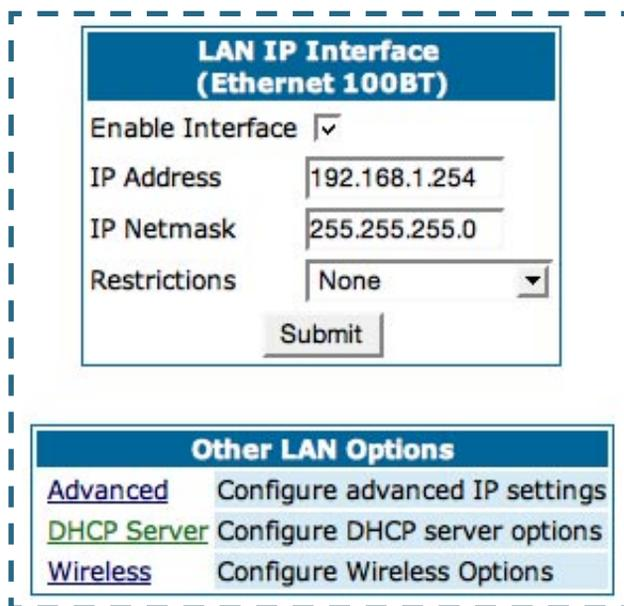 LAN IP Interface
(Ethernet 100BT)
Enable Interface
IP Address 192.168.1.254
IP Netmask 255.255.255.0
Restrictions None
Submit
Other LAN Options
Advanced Configure advanced IP settings
DHCP Server Configure DHCP server options
Wireless Configure Wireless Options